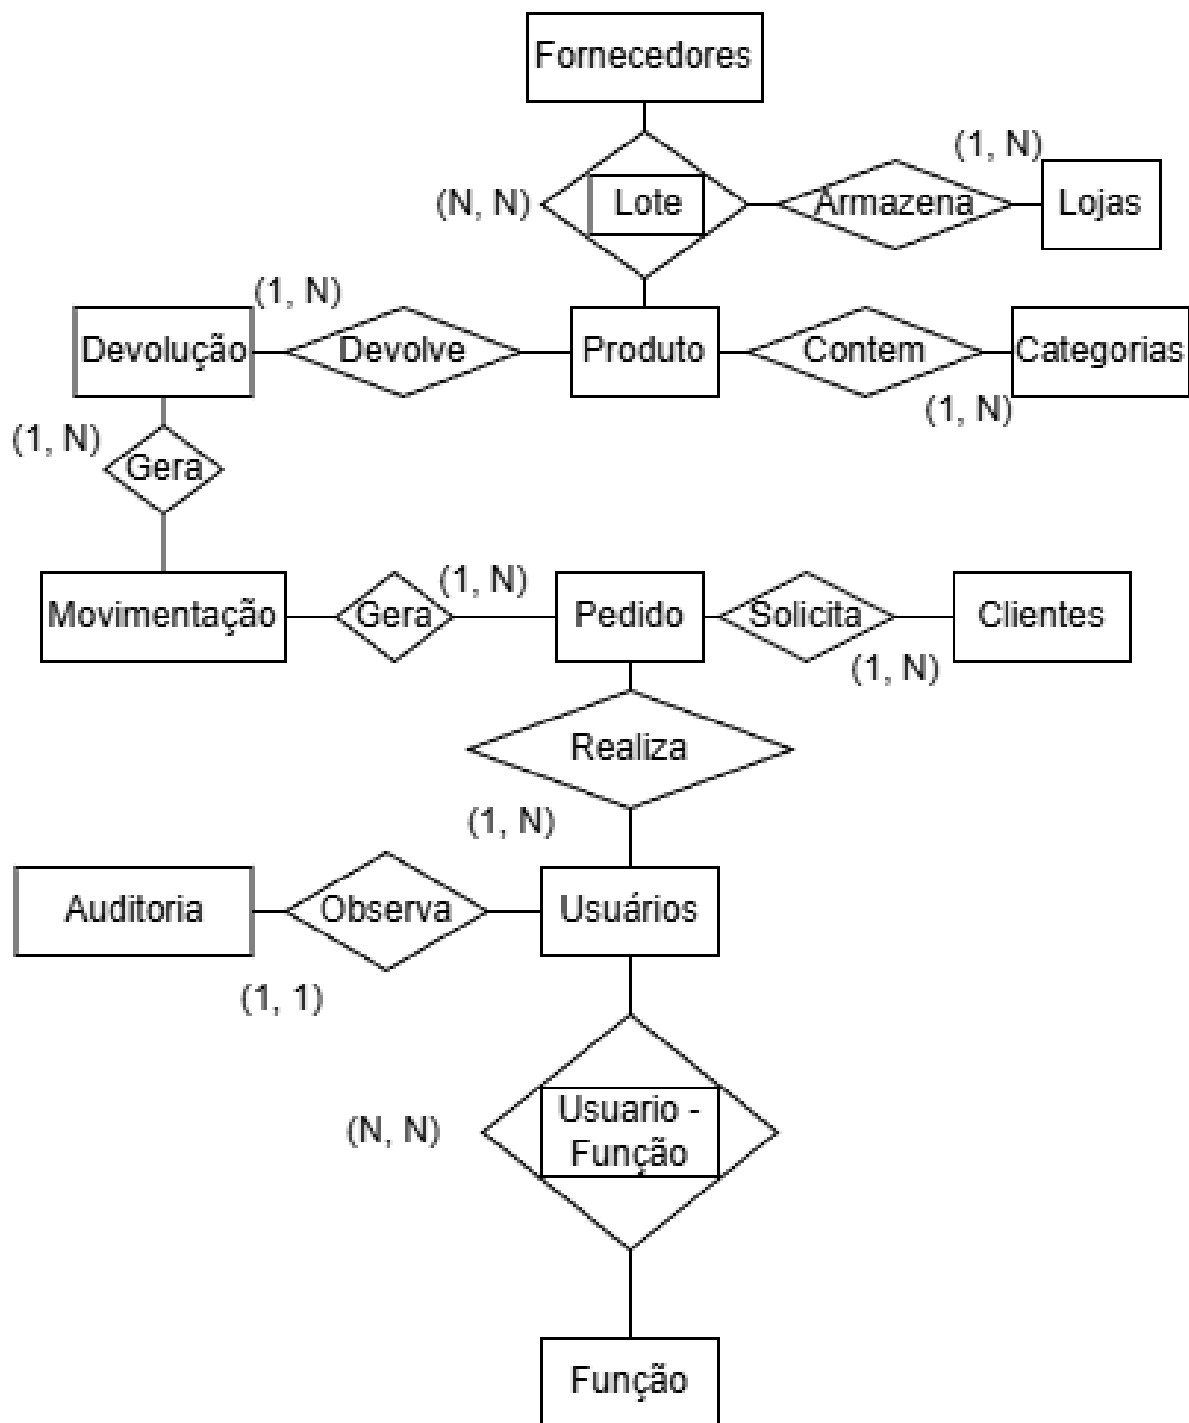 Fornecedores
(1, N)
(N, N)
Lote
Armazena
Lojas
(1, N)
Devolução
Devolve
Produto
Contem
Categorias
(1, N)
(1, N)
Gera
(1, N)
Movimentação
Gera
Pedido
Solicita
Clientes
(1, N)
Realiza
(1, N)
Auditoria
Observa
Usuários
(1, 1)
(N, N)
Usuario -
Função
Função